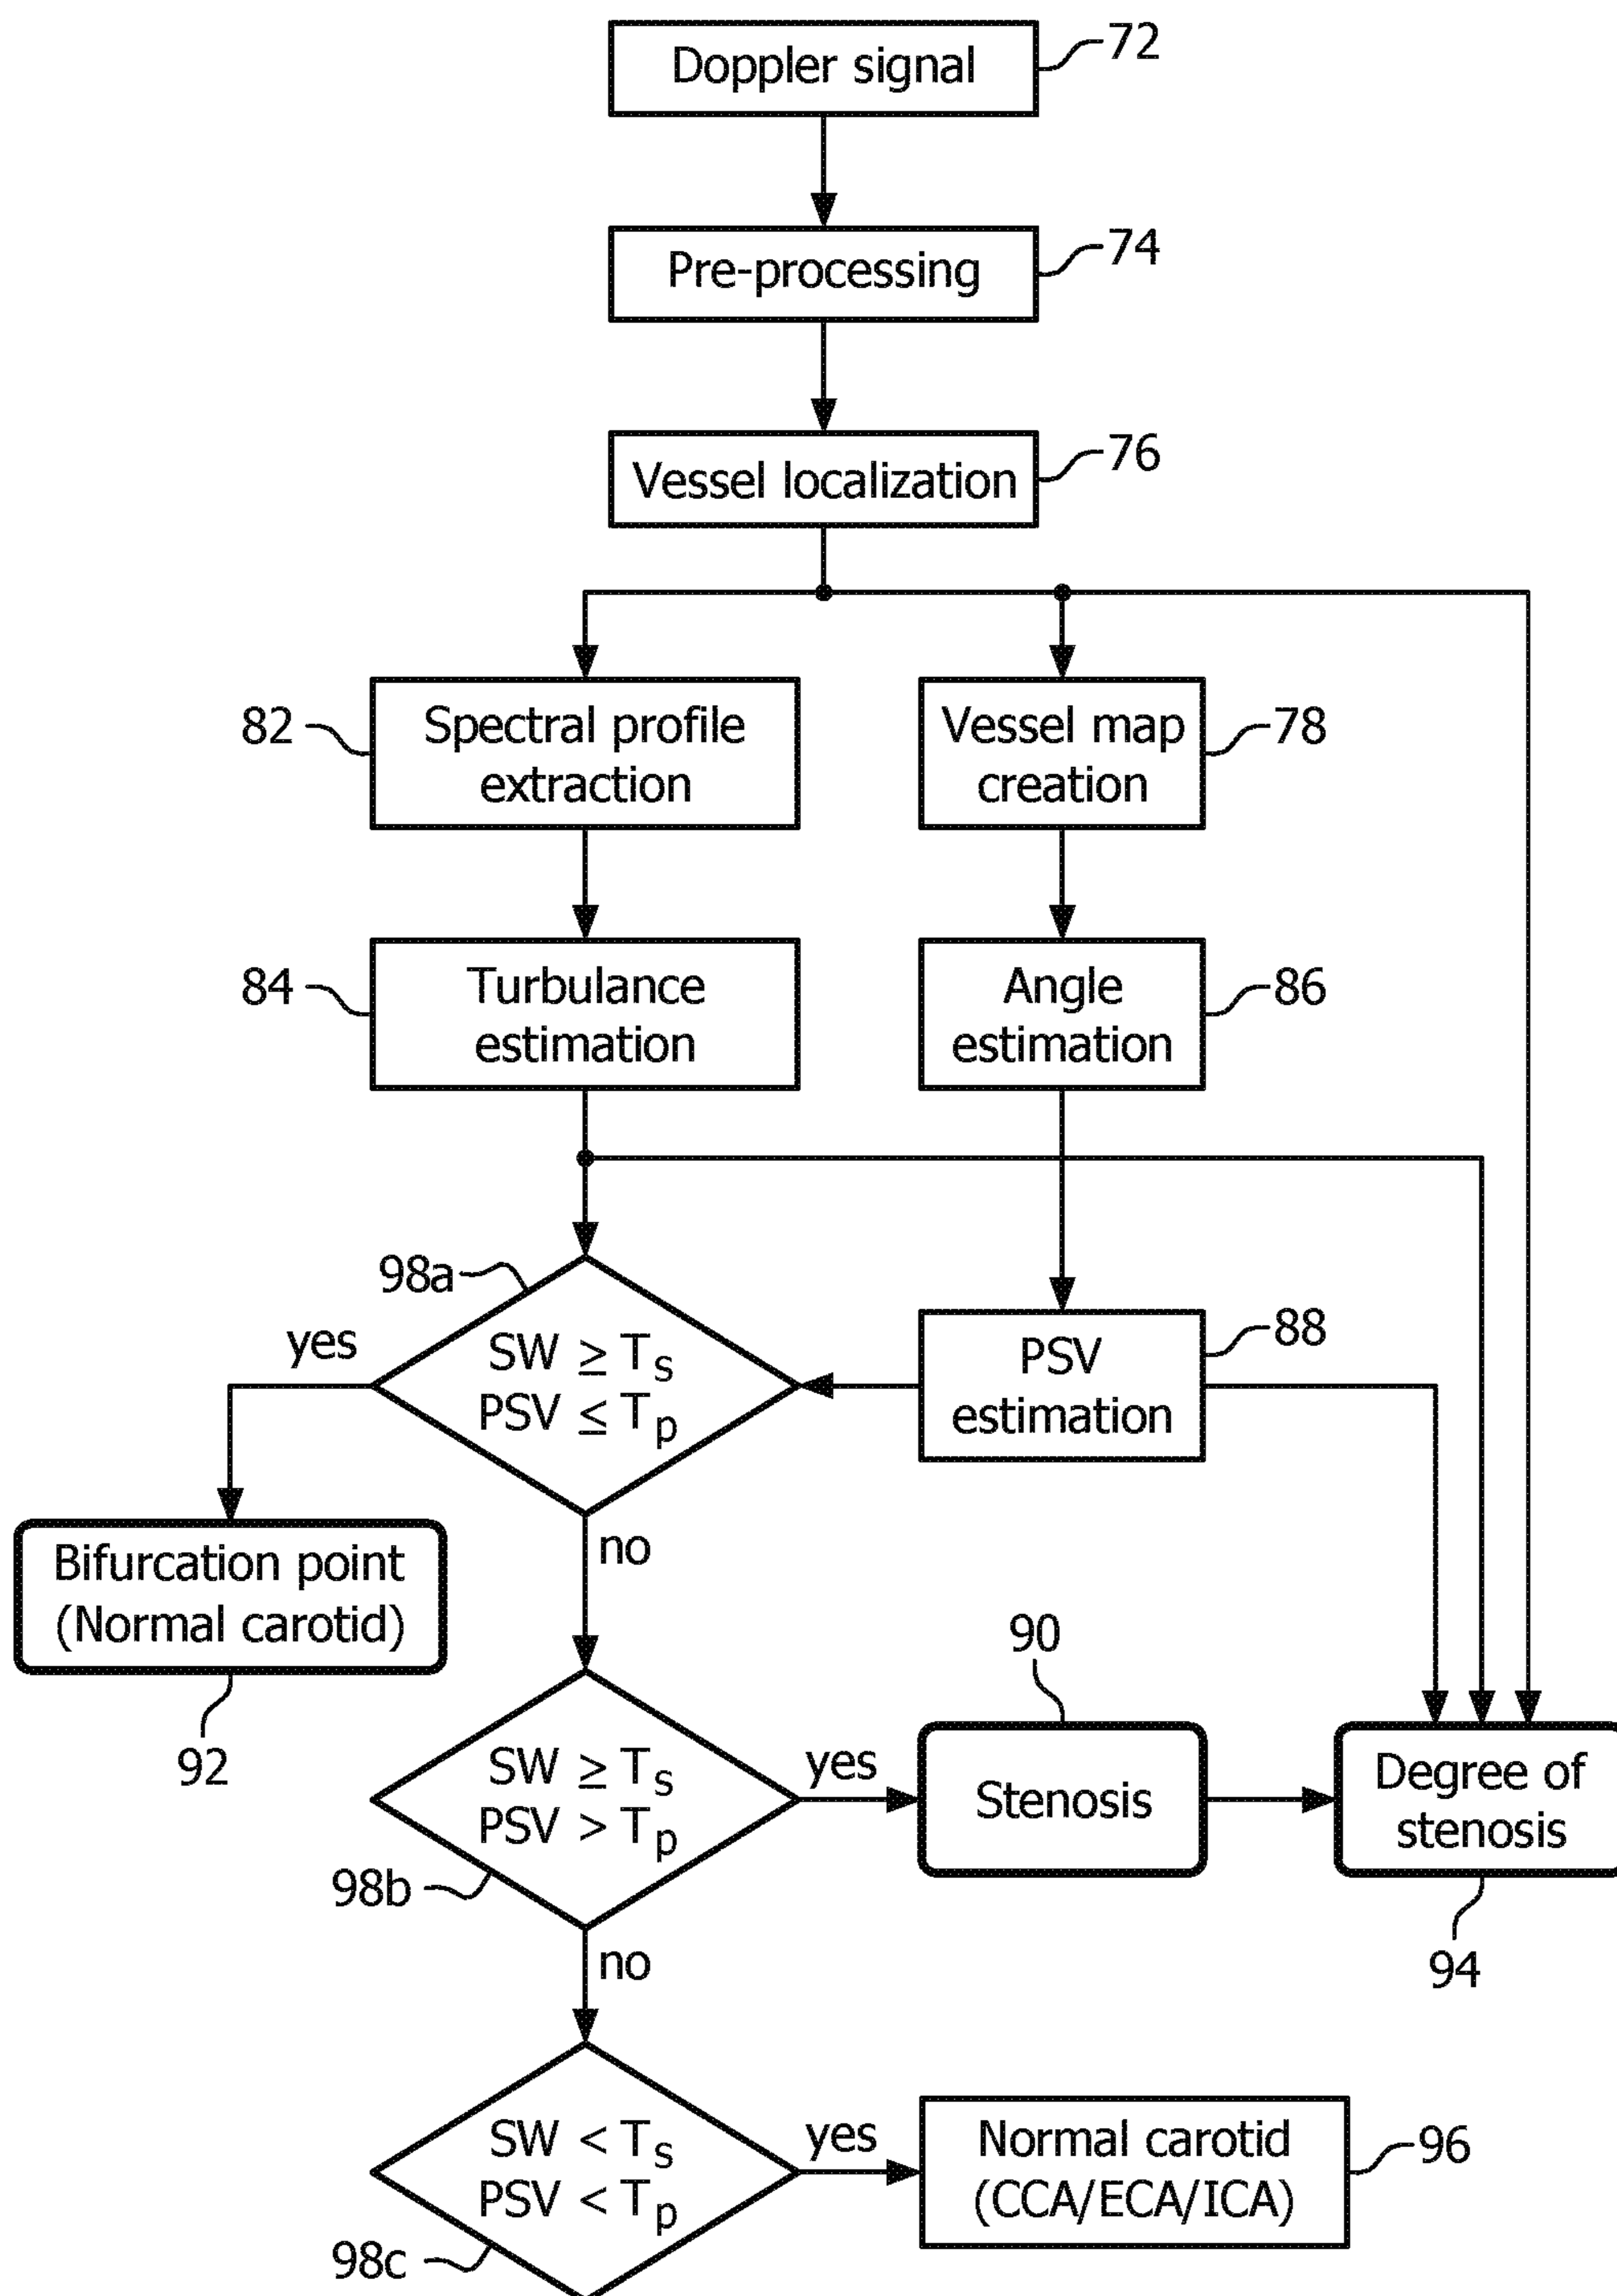 Doppler signal
72
Pre-processing
74
Vessel localization
76
82
Spectral profile
extraction
Vessel map
creation
78
84
Turbulance
estimation
Angle
estimation
86
98a
yes
SW ≥ Ts
PSV ≤ Tp
PSV
estimation
88
no
Bifurcation point
(Normal carotid)
92
90
SW ≥ Ts
PSV > Tp
yes
Stenosis
Degree of
stenosis
98b
94
no
SW < Ts
PSV < Tp
yes
Normal carotid
(CCA/ECA/ICA)
96
98c